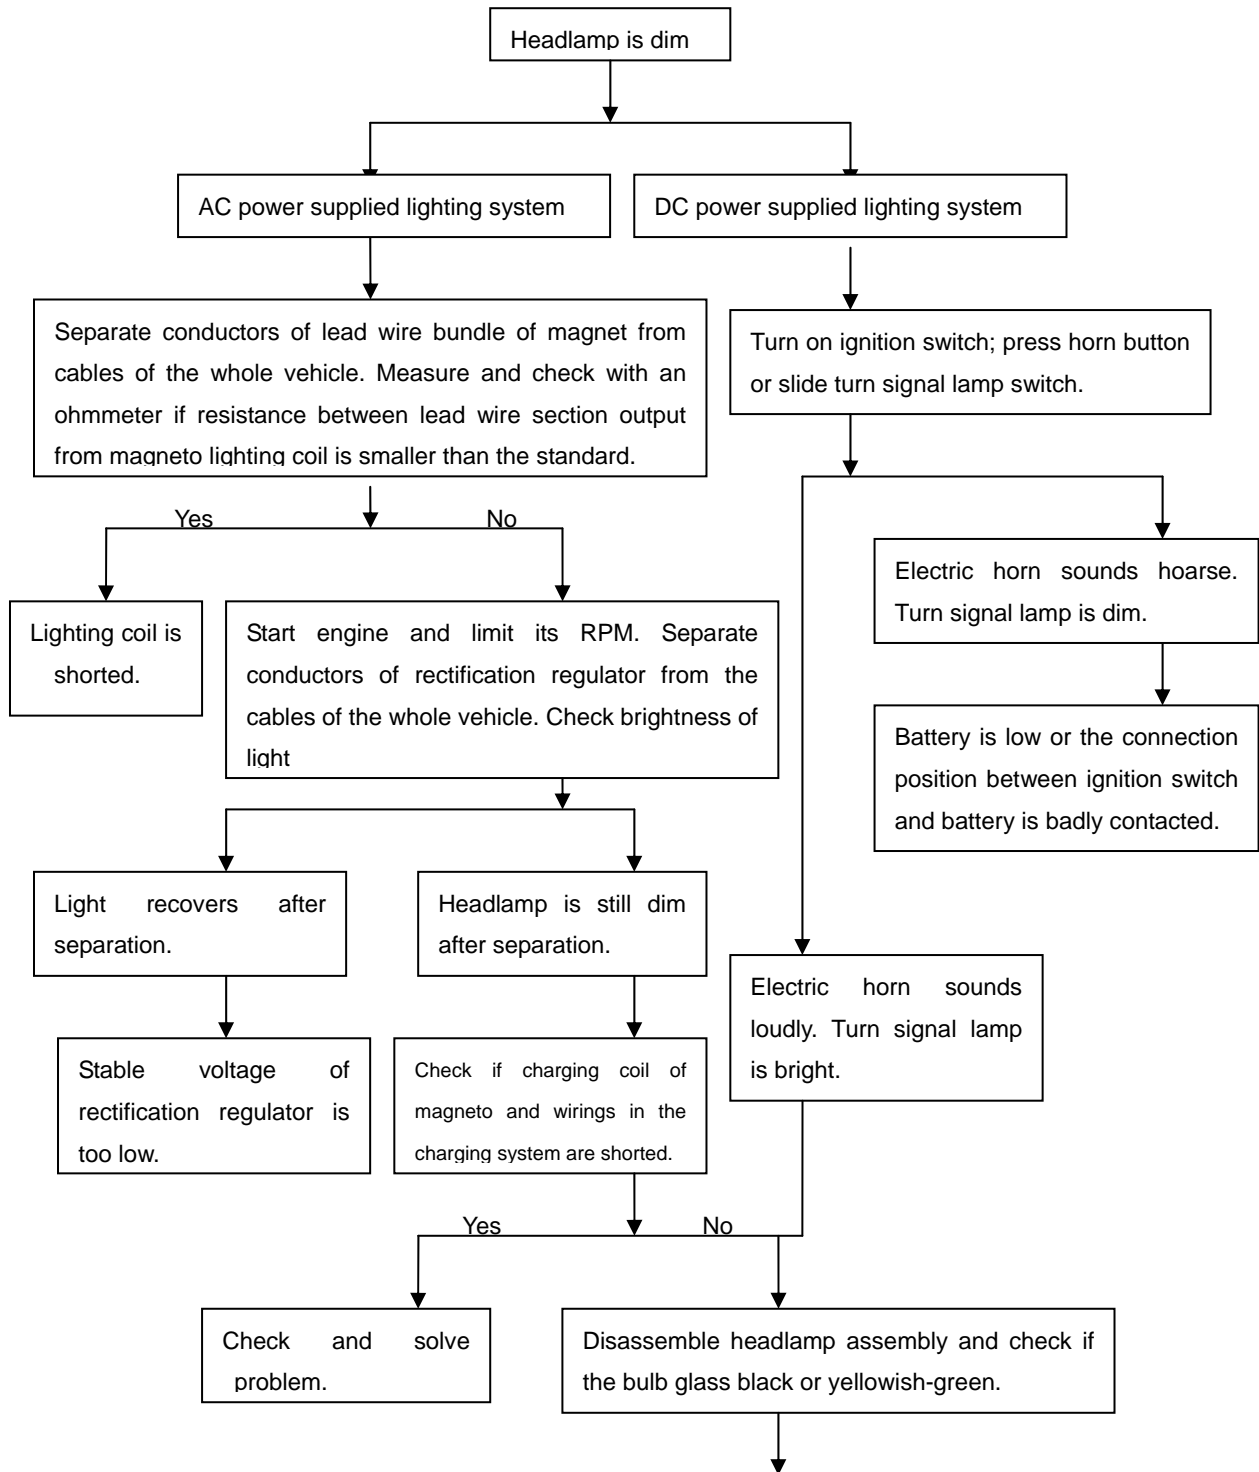 Headlamp is dim
AC power supplied lighting system
DC power supplied lighting system
Separate conductors of lead wire bundle of magnet from
cables of the whole vehicle. Measure and check with an
ohmmeter if resistance between lead wire section output
from magneto lighting coil is smaller than the standard.
Turn on ignition switch; press horn button
or slide turn signal lamp switch.
Yes
No
Electric horn sounds hoarse.
Turn signal lamp is dim.
Lighting coil is
shorted.
Start engine and limit its RPM. Separate
conductors of rectification regulator from the
cables of the whole vehicle. Check brightness of
light
Battery is low or the connection
position between ignition switch
and battery is badly contacted.
Light recovers after
separation.
Headlamp is still dim
after separation.
Electric horn sounds
loudly. Turn signal lamp
is bright.
Stable voltage of
rectification regulator is
too low.
Check if charging coil of
magneto and wirings in the
charging system are shorted.
Yes
No
Check and solve
problem.
Disassemble headlamp assembly and check if
the bulb glass black or yellowish-green.